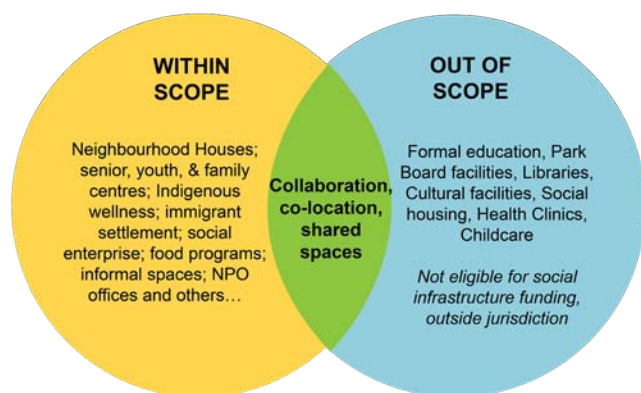 WITHIN
SCOPE
Neighbourhood Houses;
senior, youth, & family
centres; Indigenous
wellness; immigrant
settlement; social
enterprise; food programs;
informal spaces; NPO
offices and others…
Collaboration,
co-location,
shared
spaces
OUT OF
SCOPE
Formal education, Park
Board facilities, Libraries,
Cultural facilities, Social
housing, Health Clinics,
Childcare
Not eligible for social
infrastructure funding,
outside jurisdiction